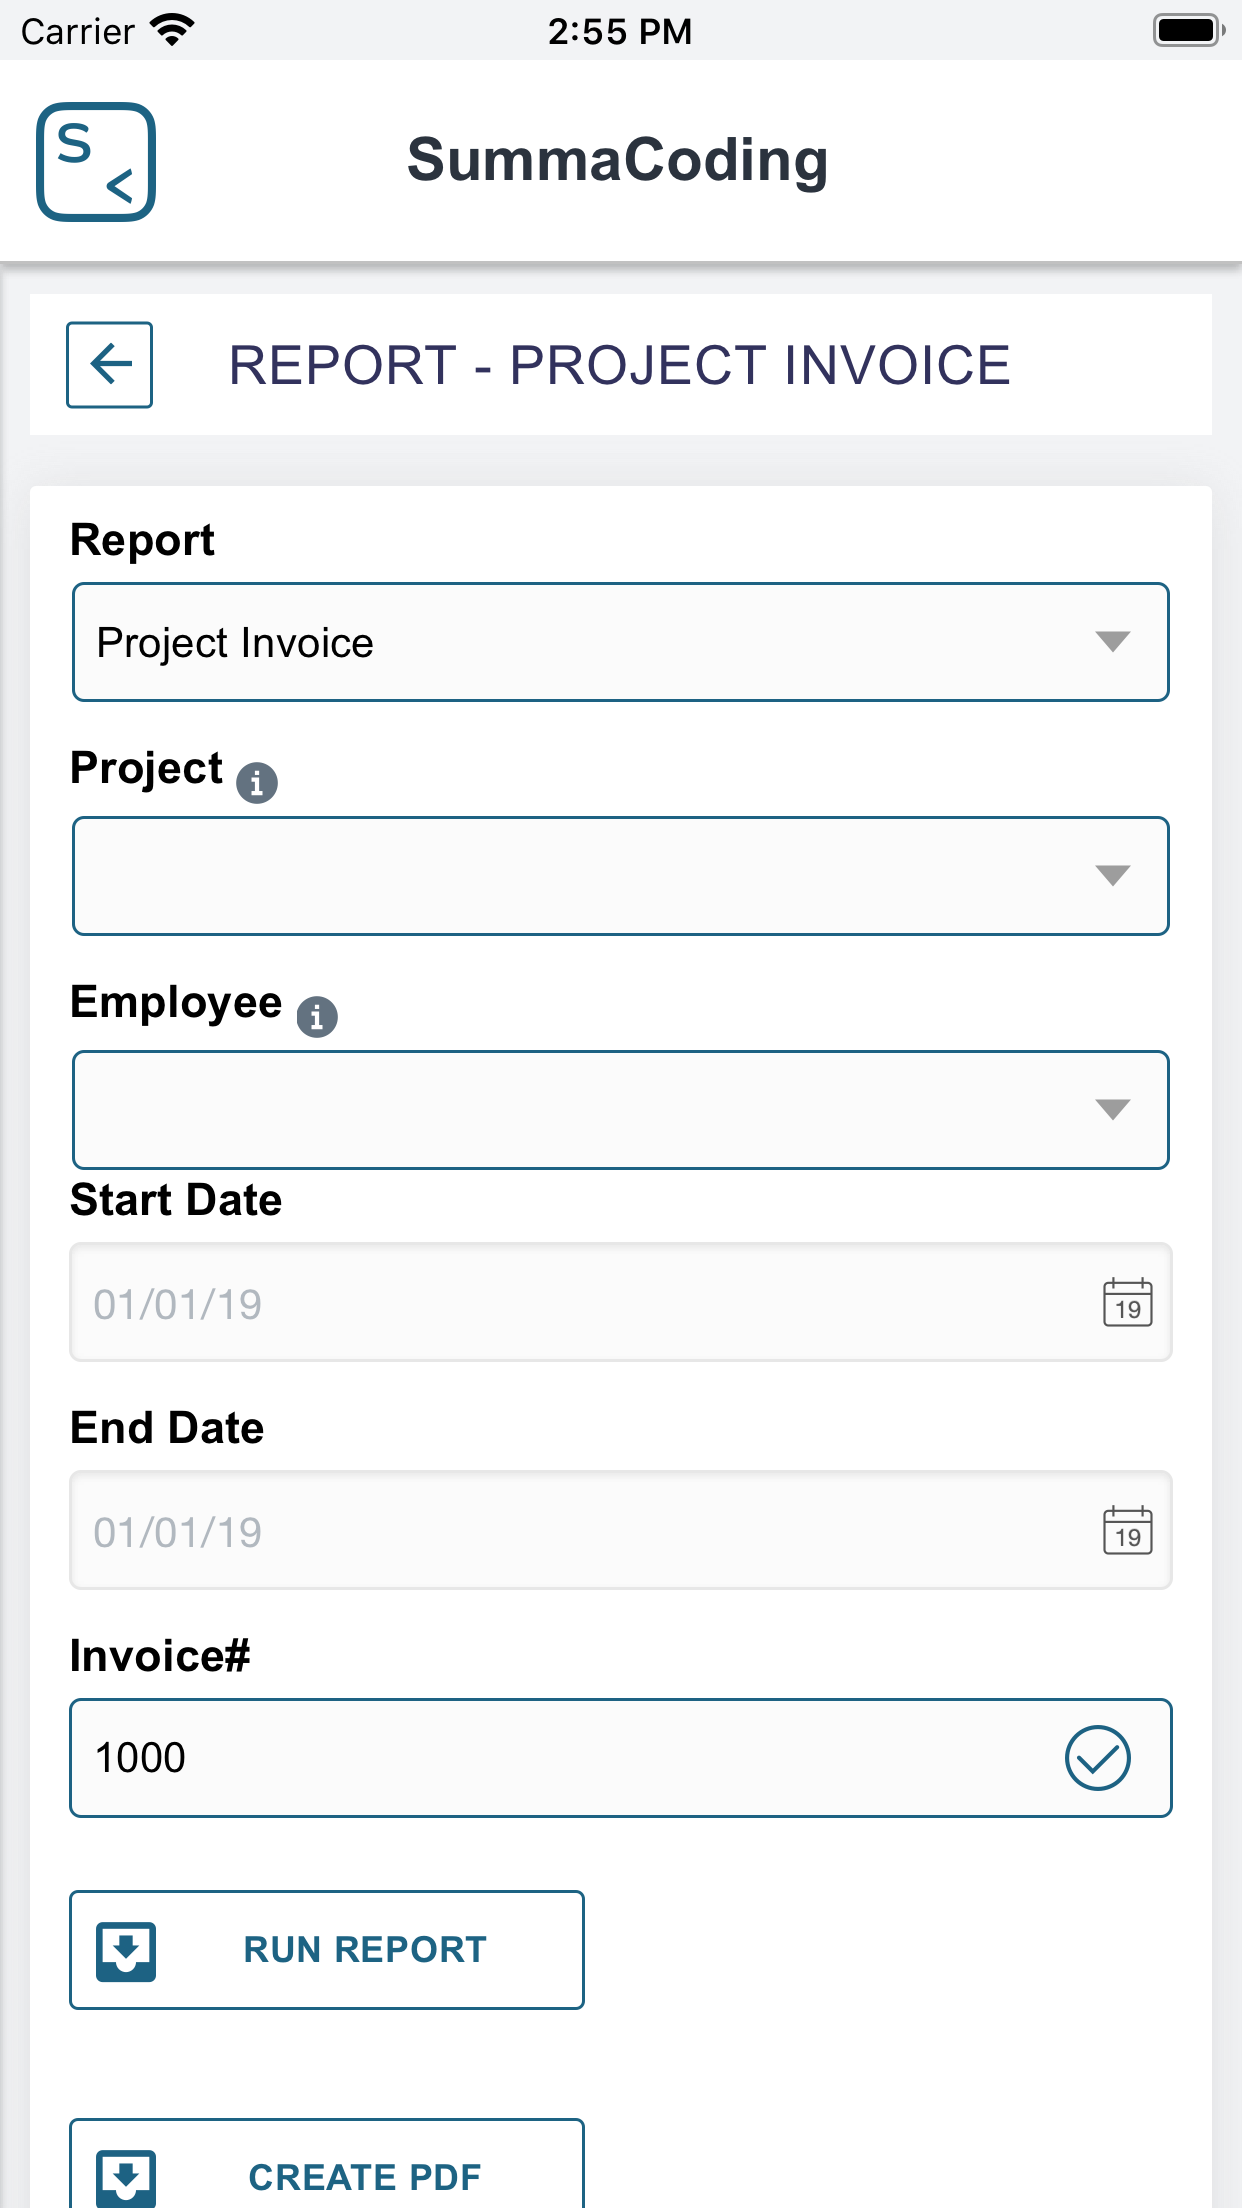 Carrier 2:55 PM
S <
SummaCoding
REPORT - PROJECT INVOICE
Report
Project Invoice
Project i
Employee i
Start Date
01/01/19 19
End Date
01/01/19 19
Invoice#
1000
RUN REPORT
CREATE PDF